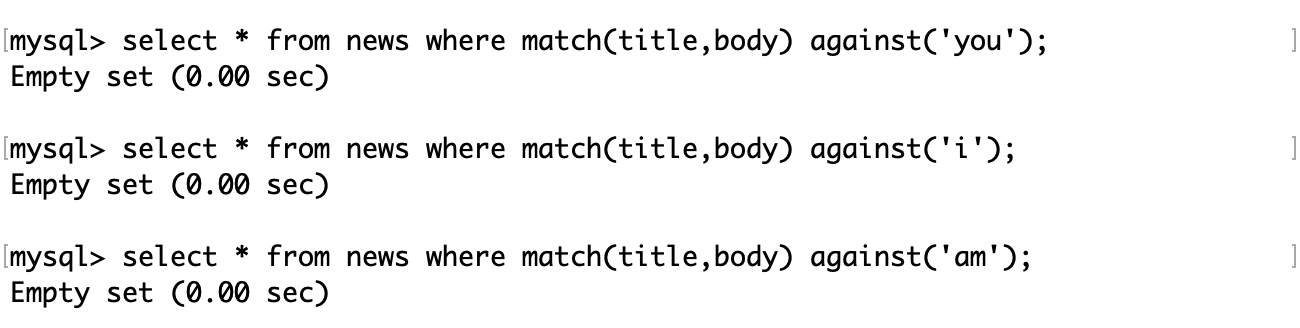 [mysql> select * from news where match(title,body) against('you'); ]
Empty set (0.00 sec)
[mysql> select * from news where match(title,body) against('i'); ]
Empty set (0.00 sec)
[mysql> select * from news where match(title,body) against('am'); ]
Empty set (0.00 sec)